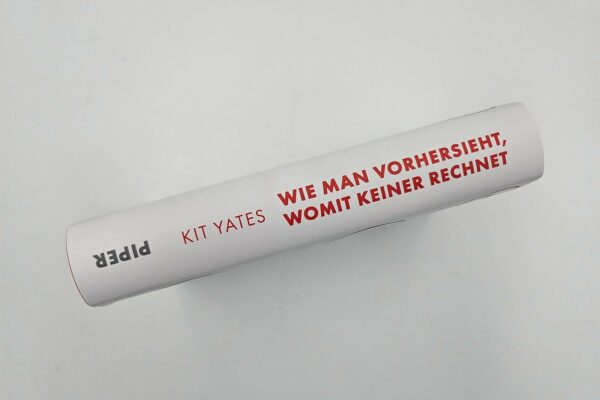 PIPER
KIT YATES
WIE MAN VORHERSIEHT,
WOMIT KEINER RECHNET